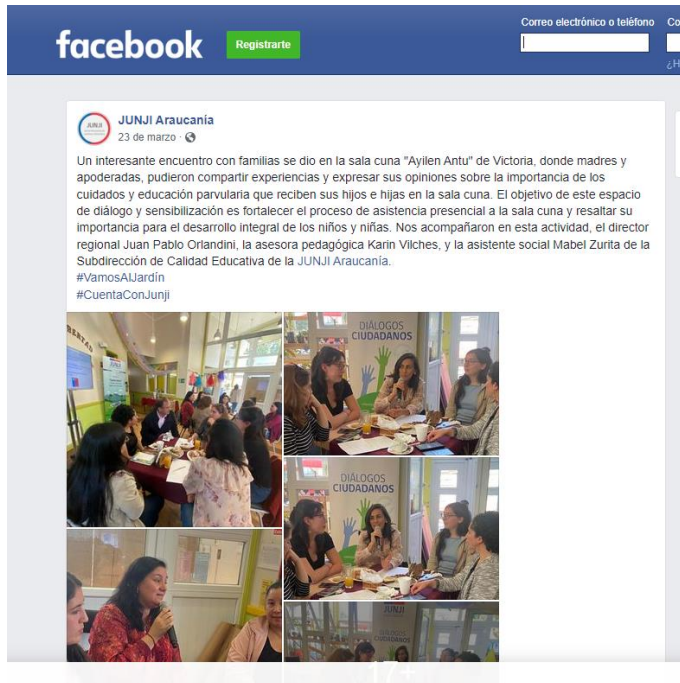 facebook
Registrarte
Correo electrónico o teléfono
JUNJI
JUNJI Araucanía
23 de marzo ·
Un interesante encuentro con familias se dio en la sala cuna "Ayilen Antu" de Victoria, donde madres y
apoderadas, pudieron compartir experiencias y expresar sus opiniones sobre la importancia de los
cuidados y educación parvularia que reciben sus hijos e hijas en la sala cuna. El objetivo de este espacio
de diálogo y sensibilización es fortalecer el proceso de asistencia presencial a la sala cuna y resaltar su
importancia para el desarrollo integral de los niños y niñas. Nos acompañaron en esta actividad, el director
regional Juan Pablo Orlandini, la asesora pedagógica Karin Vilches, y la asistente social Mabel Zurita de la
Subdirección de Calidad Educativa de la JUNJI Araucanía.
#VamosAlJardín
#CuentaConJunji
DIÁLOGOS
CIUDADANOS
DIÁLOGOS
CIUDADANOS
JUNJI
DIÁLOGOS
CIUDADANOS
17+